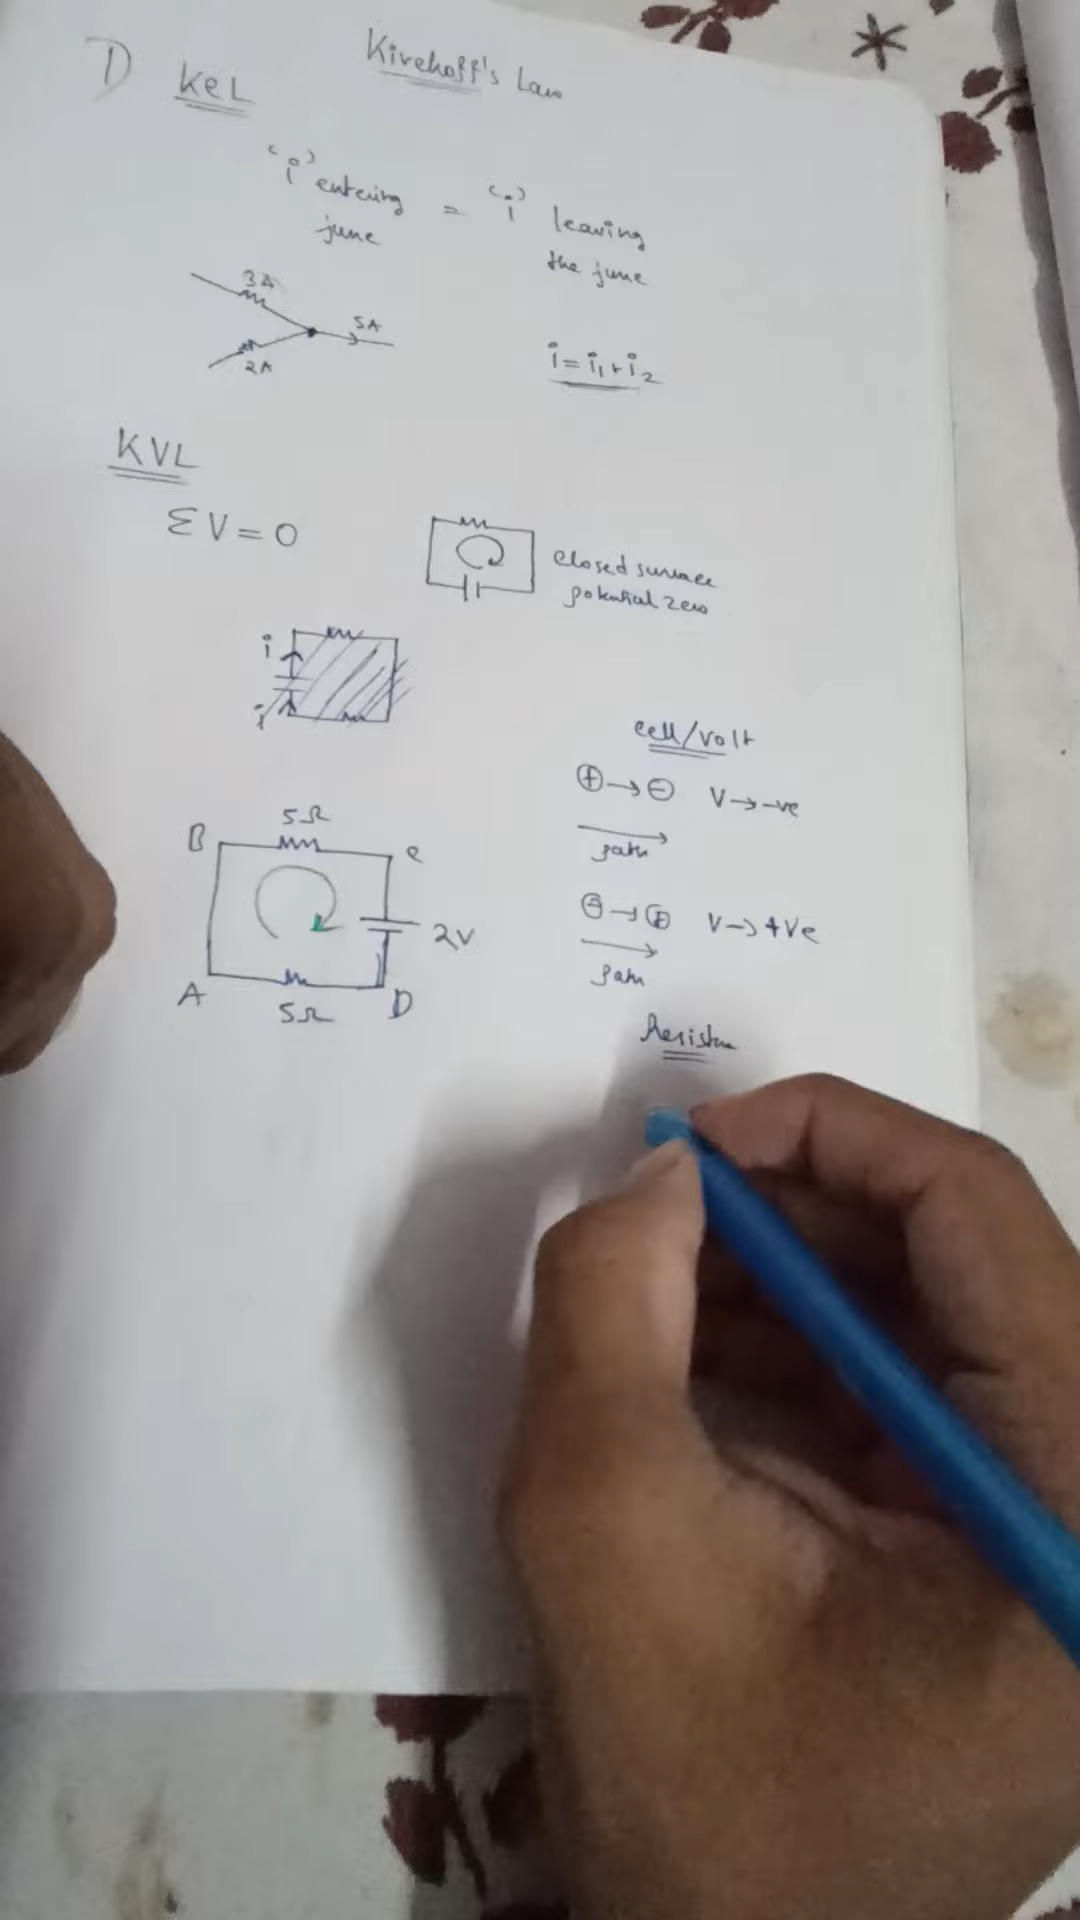 Kirchoff's Law
1) KCL
'i' entering junc = 'i' leaving the junc
3A
5A
2A
i = i₁ + i₂
KVL
ΣV = 0
closed surface
potential zero
i
i
cell/volt
⊕→⊖ V→-ve
path
5Ω
B
C
2V
⊖→⊕ V→+ve
path
A
5Ω
D